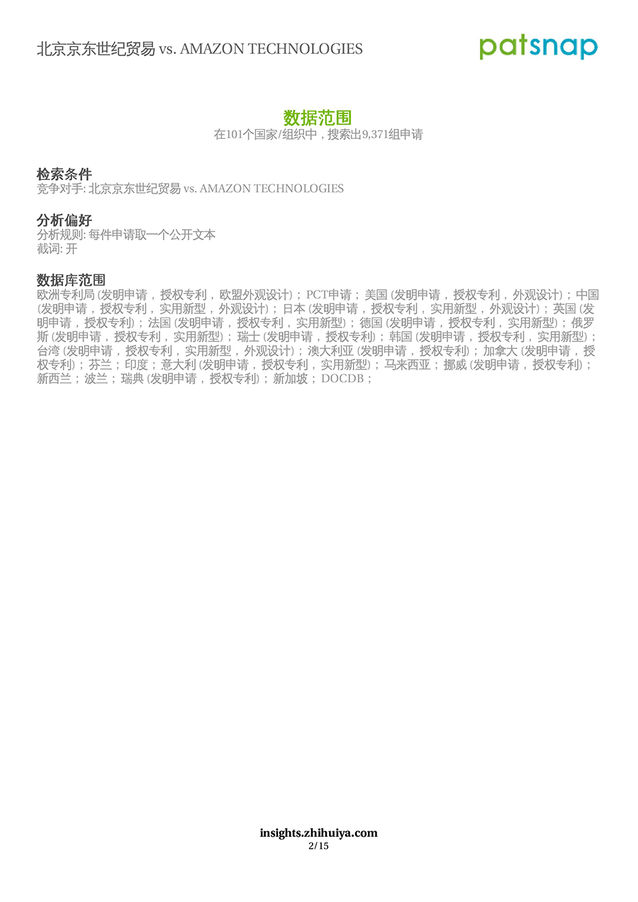 北京京东世纪贸易 vs. AMAZON TECHNOLOGIES
patsnap
数据范围
在101个国家/组织中，搜索出9,371组申请
检索条件
竞争对手: 北京京东世纪贸易 vs. AMAZON TECHNOLOGIES
分析偏好
分析规则: 每件申请取一个公开文本
截词: 开
数据库范围
欧洲专利局 (发明申请，授权专利，欧盟外观设计)；PCT申请；美国 (发明申请，授权专利，外观设计)；中国
(发明申请，授权专利，实用新型，外观设计)；日本 (发明申请，授权专利，实用新型，外观设计)；英国 (发
明申请，授权专利)；法国 (发明申请，授权专利，实用新型)；德国 (发明申请，授权专利，实用新型)；俄罗
斯 (发明申请，授权专利，实用新型)；瑞士 (发明申请，授权专利)；韩国 (发明申请，授权专利，实用新型)；
台湾 (发明申请，授权专利，实用新型，外观设计)；澳大利亚 (发明申请，授权专利)；加拿大 (发明申请，授
权专利)；芬兰；印度；意大利 (发明申请，授权专利，实用新型)；马来西亚；挪威 (发明申请，授权专利)；
新西兰；波兰；瑞典 (发明申请，授权专利)；新加坡；DOCDB；
insights.zhihuiya.com
2/15